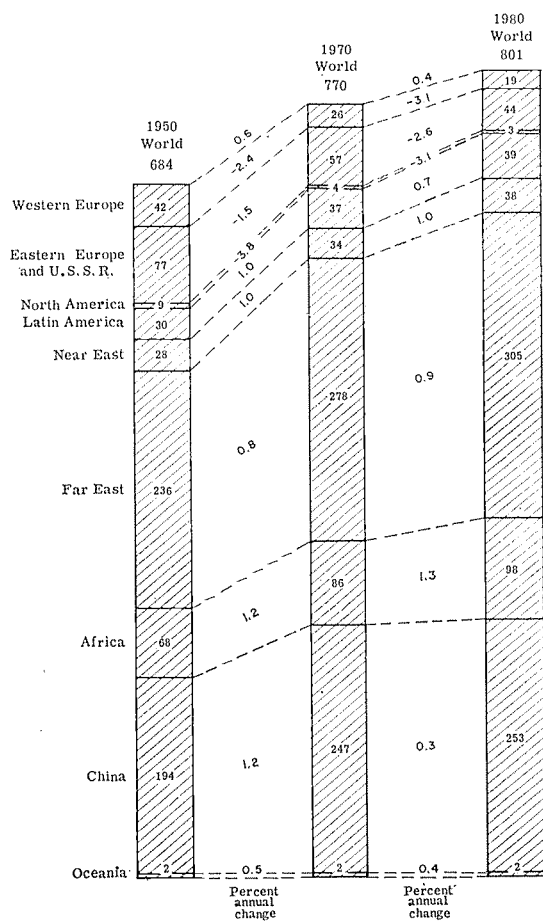 1950
World
684
1970
World
770
1980
World
801
Western Europe
Eastern Europe
and U.S.S.R.
North America
Latin America
Near East
Far East
Africa
China
Oceania
42
77
9
30
28
236
68
194
2
0.6
-2.4
-1.5
-3.8
1.0
1.0
0.8
1.2
1.2
0.5
Percent
annual
change
26
57
4
37
34
278
86
247
2
0.4
-3.1
-2.6
-3.1
0.7
1.0
0.9
1.3
0.3
0.4
Percent
annual
change
19
44
3
39
38
305
98
253
2